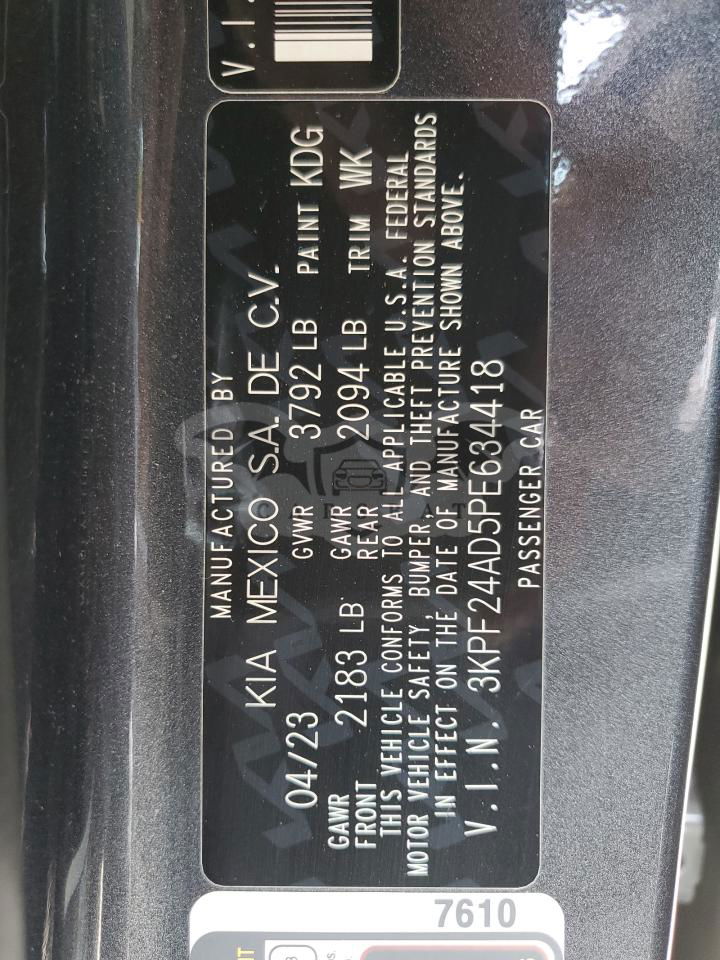 V.I.
MANUFACTURED BY
KIA MEXICO S.A. DE C.V.
04/23 GVWR 3792 LB PAINT KDG
GAWR FRONT 2183 LB GAWR REAR 2094 LB TRIM WK
THIS VEHICLE CONFORMS TO ALL APPLICABLE U.S.A. FEDERAL
MOTOR VEHICLE SAFETY, BUMPER, AND THEFT PREVENTION STANDARDS
IN EFFECT ON THE DATE OF MANUFACTURE SHOWN ABOVE.
V.I.N. 3KPF24AD5PE634418
PASSENGER CAR
7610